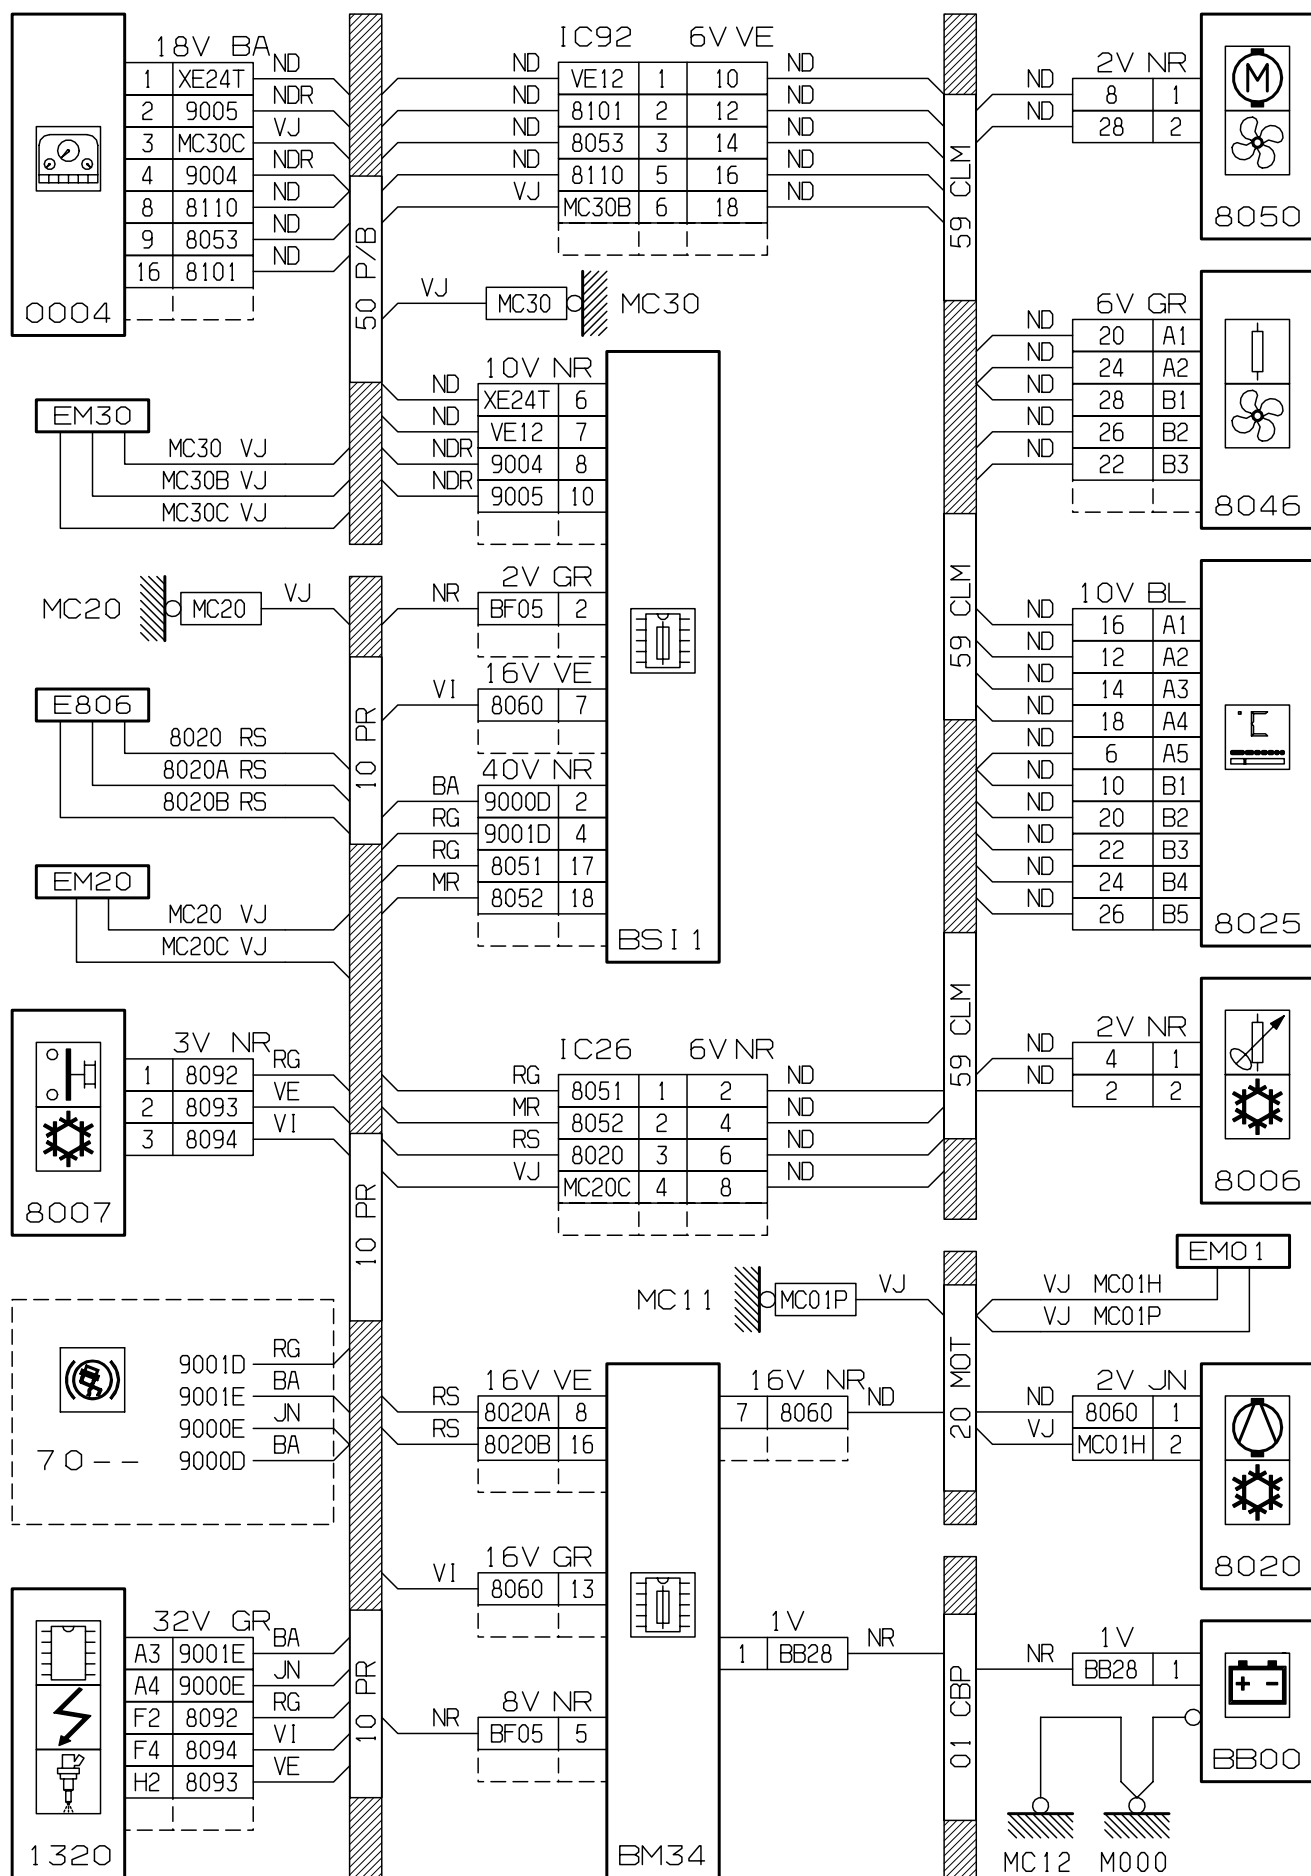 18V BA
1 XE24T ND
2 9005 NDR
3 MC30C VJ
4 9004 NDR
8 8110 ND
9 8053 ND
16 8101 ND
0004
50 P/B
IC92 6V VE
ND VE12 1 10 ND
ND 8101 2 12 ND
ND 8053 3 14 ND
ND 8110 5 16 ND
VJ MC30B 6 18 ND
59 CLM
2V NR
ND 8 1
ND 28 2
M
8050
VJ MC30 MC30
6V GR
ND 20 A1
ND 24 A2
ND 28 B1
ND 26 B2
ND 22 B3
8046
EM30
MC30 VJ
MC30B VJ
MC30C VJ
10V NR
ND XE24T 6
ND VE12 7
NDR 9004 8
NDR 9005 10
MC20 MC20 VJ
2V GR
NR BF05 2
16V VE
VI 8060 7
40V NR
BA 9000D 2
RG 9001D 4
RG 8051 17
MR 8052 18
BSI1
59 CLM
10V BL
ND 16 A1
ND 12 A2
ND 14 A3
ND 18 A4
ND 6 A5
ND 10 B1
ND 20 B2
ND 22 B3
ND 24 B4
ND 26 B5
°C
8025
E806
8020 RS
8020A RS
8020B RS
10 PR
EM20
MC20 VJ
MC20C VJ
3V NR
1 8092 RG
2 8093 VE
3 8094 VI
8007
IC26 6V NR
RG 8051 1 2 ND
MR 8052 2 4 ND
RS 8020 3 6 ND
VJ MC20C 4 8 ND
59 CLM
2V NR
ND 4 1
ND 2 2
8006
10 PR
MC11 MC01P VJ
EM01
VJ MC01H
VJ MC01P
9001D RG
9001E BA
9000E JN
9000D BA
70--
16V VE
RS 8020A 8
RS 8020B 16
16V NR
7 8060 ND
20 MOT
2V JN
ND 8060 1
VJ MC01H 2
8020
16V GR
VI 8060 13
32V GR
A3 9001E BA
A4 9000E JN
F2 8092 RG
F4 8094 VI
H2 8093 VE
1320
10 PR
8V NR
NR BF05 5
1V
1 BB28 NR
BM34
01 CBP
1V
NR BB28 1
+ -
BB00
MC12 M000